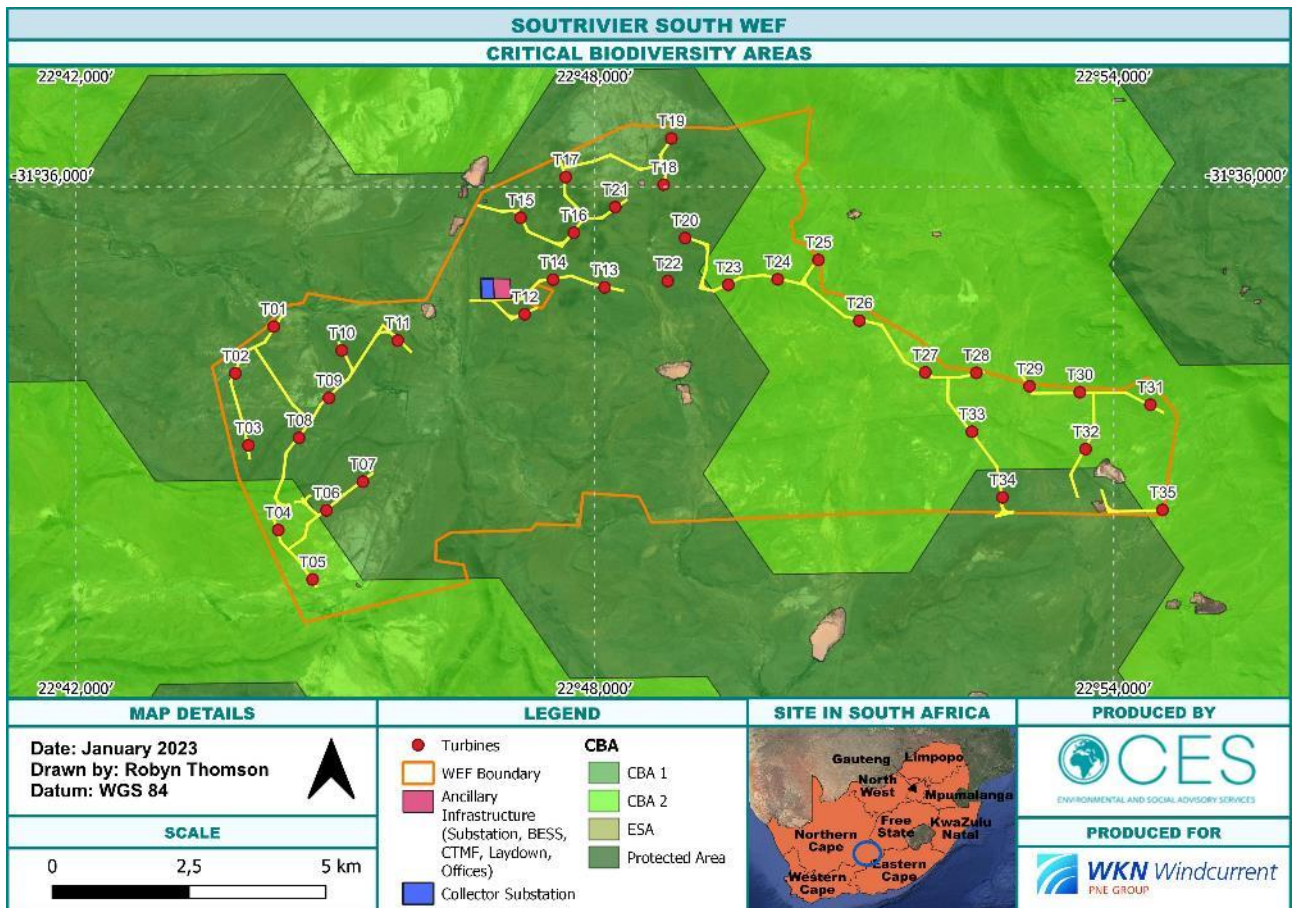 SOUTRIVIER SOUTH WEF
CRITICAL BIODIVERSITY AREAS
22°42,000′
22°48,000′
22°54,000′
T19
T17
T18
-31°36,000′
-31°36,000′
T21
T15
T16
T20
T25
T14
T13
T22
T23
T24
T12
T26
T01
T10
T11
T02
T27
T28
T29
T30
T31
T09
T08
T03
T33
T32
T07
T34
T06
T35
T04
T05
22°42,000′
22°48,000′
22°54,000′
MAP DETAILS
Date: January 2023
Drawn by: Robyn Thomson
Datum: WGS 84
SCALE
0
2,5
5 km
LEGEND
Turbines
WEF Boundary
Ancillary
Infrastructure
(Substation, BESS,
CTMF, Laydown,
Offices)
Collector Substation
CBA
CBA 1
CBA 2
ESA
Protected Area
SITE IN SOUTH AFRICA
Gauteng
Limpopo
North
West
Mpumalanga
Free
State
KwaZulu
Natal
Northern
Cape
Eastern
Cape
Western
Cape
PRODUCED BY
CES
ENVIRONMENTAL AND SOCIAL ADVISORY SERVICES
PRODUCED FOR
WKN Windcurrent
PNE GROUP